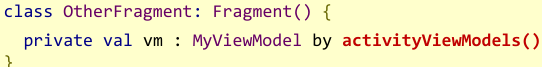 class OtherFragment: Fragment() {
  private val vm : MyViewModel by activityViewModels()
}